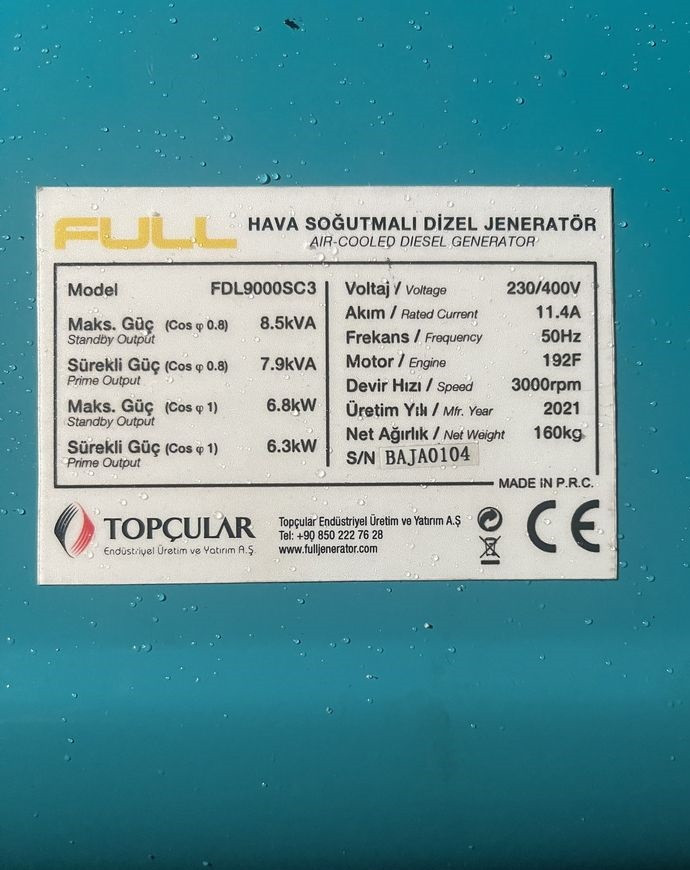 FULL HAVA SOĞUTMALI DİZEL JENERATÖR
AIR-COOLED DIESEL GENERATOR
Model FDL9000SC3
Maks. Güç (Cos φ 0.8) 8.5kVA
Standby Output
Sürekli Güç (Cos φ 0.8) 7.9kVA
Prime Output
Maks. Güç (Cos φ 1) 6.8kW
Standby Output
Sürekli Güç (Cos φ 1) 6.3kW
Prime Output
Voltaj / Voltage 230/400V
Akım / Rated Current 11.4A
Frekans / Frequency 50Hz
Motor / Engine 192F
Devir Hızı / Speed 3000rpm
Üretim Yılı / Mfr. Year 2021
Net Ağırlık / Net Weight 160kg
S/N BAJA0104
MADE İN P.R.C.
TOPÇULAR
Endüstriyel Üretim ve Yatırım A.Ş.
Topçular Endüstriyel Üretim ve Yatırım A.Ş
Tel: +90 850 222 76 28
www.fulljenerator.com
CE